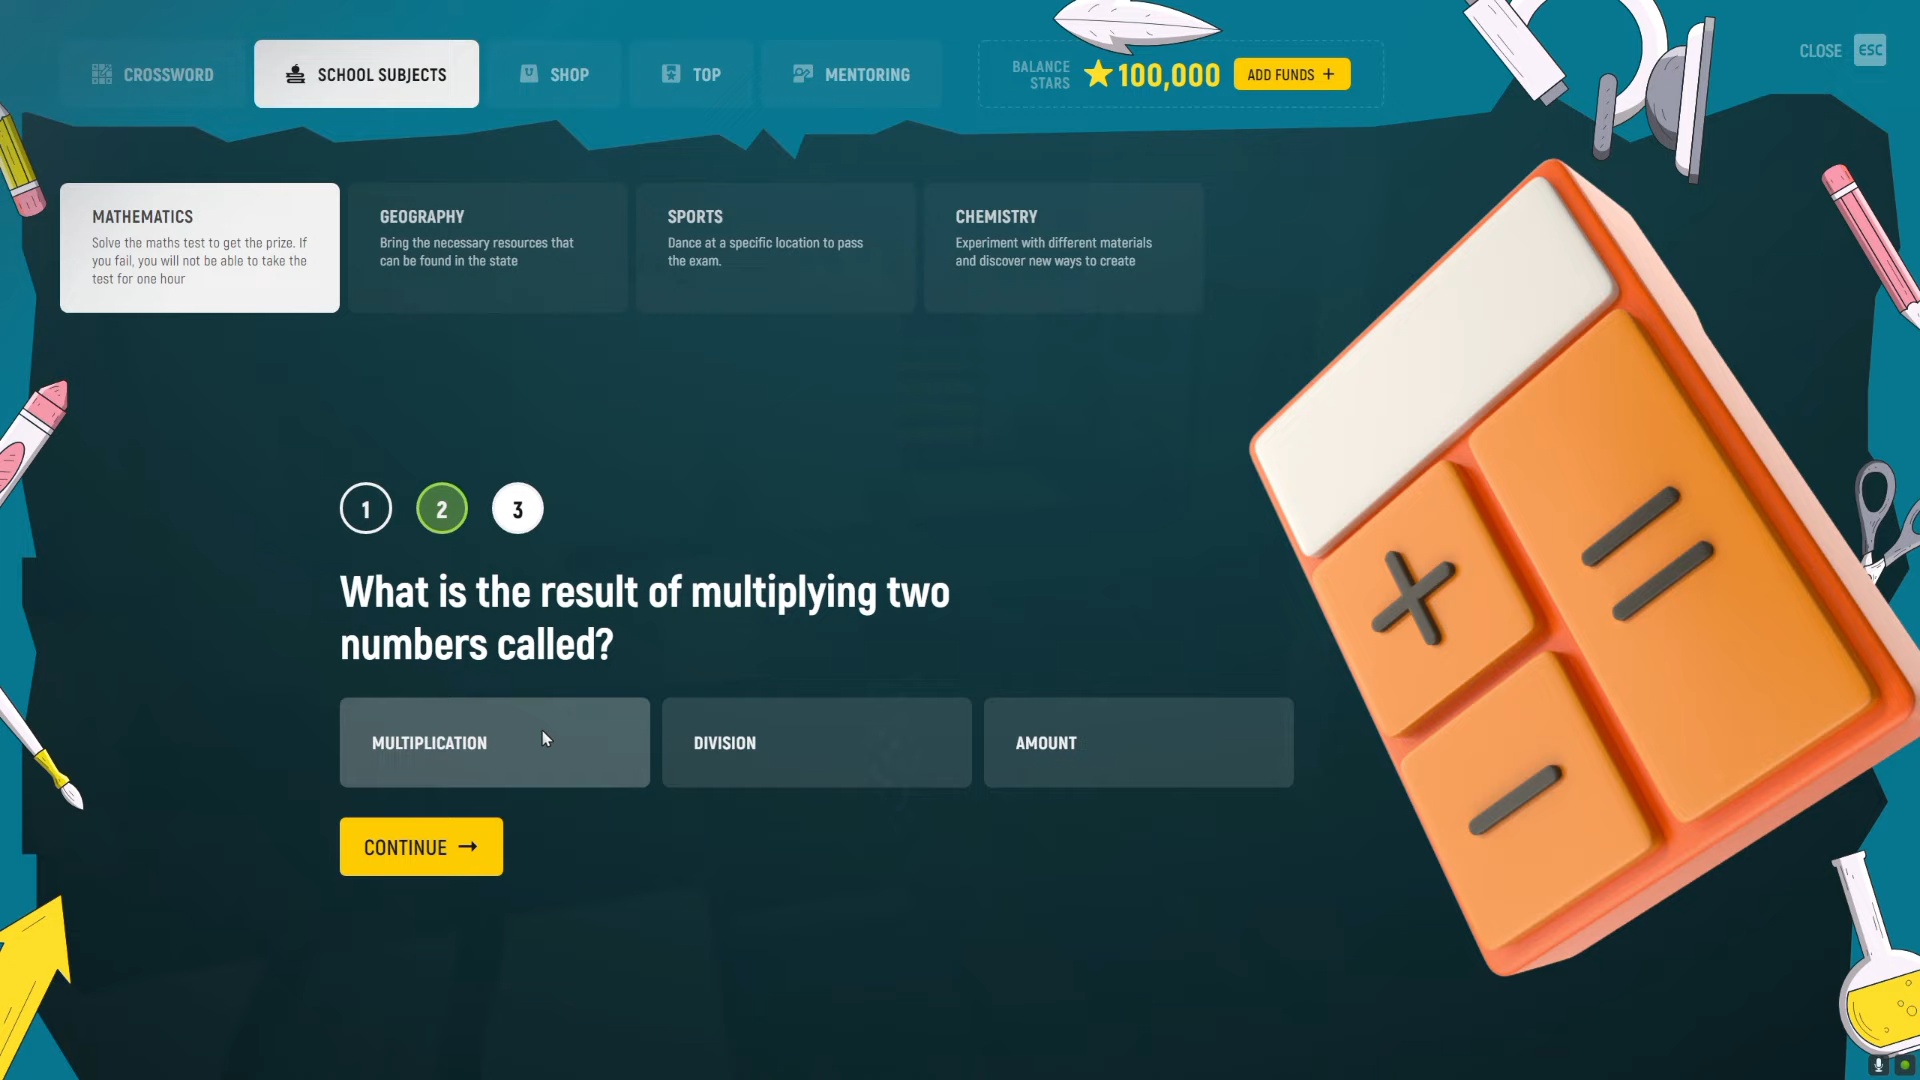 CROSSWORD
SCHOOL SUBJECTS
SHOP
TOP
MENTORING
BALANCE
STARS
100,000
ADD FUNDS +
CLOSE
ESC
MATHEMATICS
Solve the maths test to get the prize. If
you fail, you will not be able to take the
test for one hour
GEOGRAPHY
Bring the necessary resources that
can be found in the state
SPORTS
Dance at a specific location to pass
the exam.
CHEMISTRY
Experiment with different materials
and discover new ways to create
1
2
3
What is the result of multiplying two
numbers called?
MULTIPLICATION
DIVISION
AMOUNT
CONTINUE →